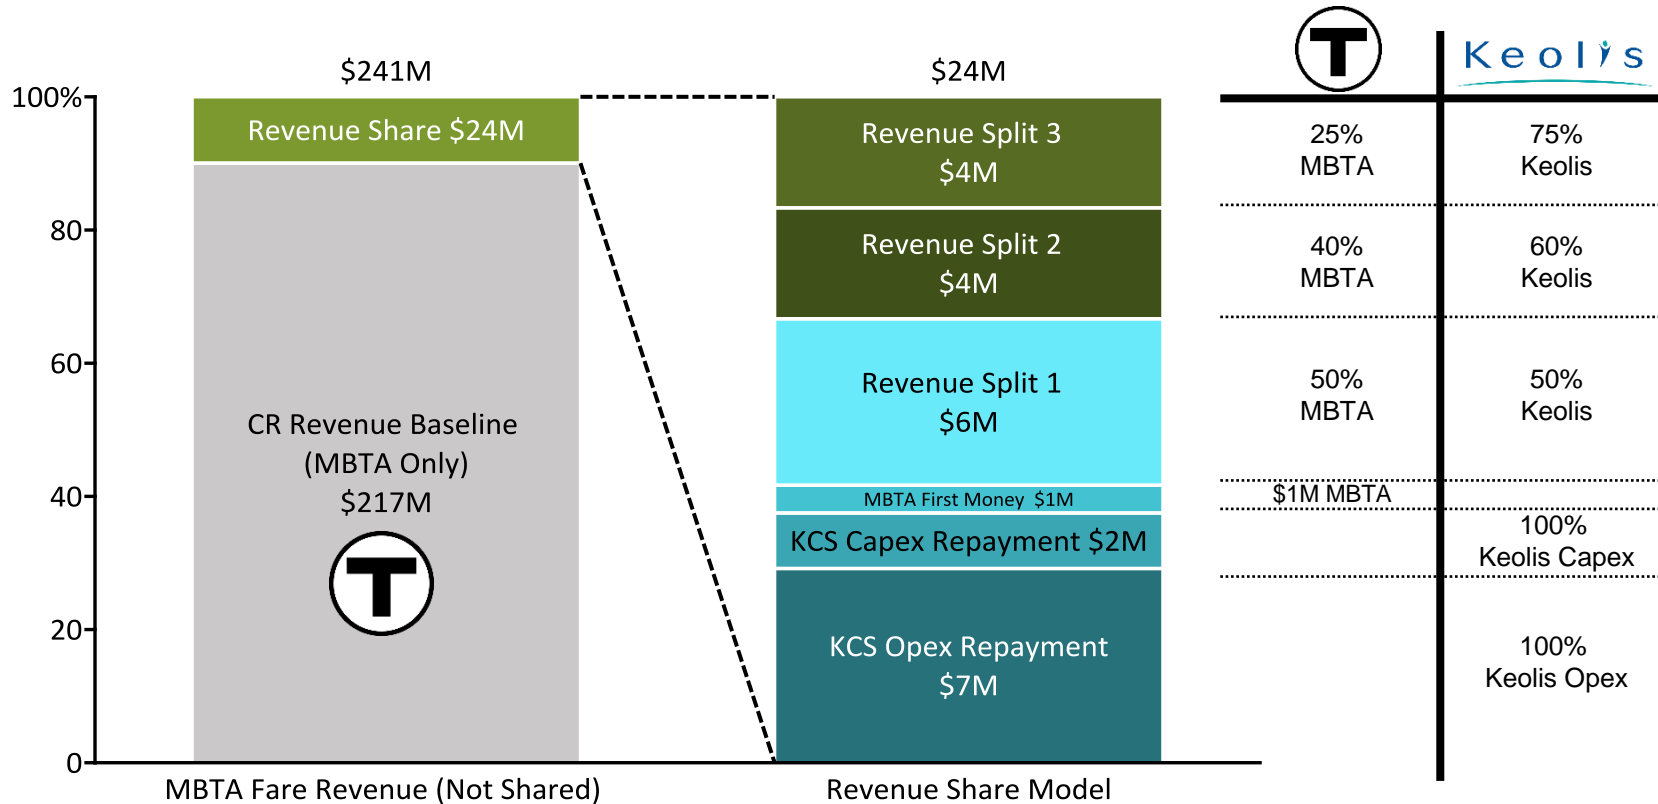 $241M
$24M
T
Keolis
100%
80
60
40
20
0
Revenue Share $24M
CR Revenue Baseline
(MBTA Only)
$217M
T
MBTA Fare Revenue (Not Shared)
Revenue Split 3
$4M
Revenue Split 2
$4M
Revenue Split 1
$6M
MBTA First Money $1M
KCS Capex Repayment $2M
KCS Opex Repayment
$7M
Revenue Share Model
25%
MBTA
75%
Keolis
40%
MBTA
60%
Keolis
50%
MBTA
50%
Keolis
$1M MBTA
100%
Keolis Capex
100%
Keolis Opex